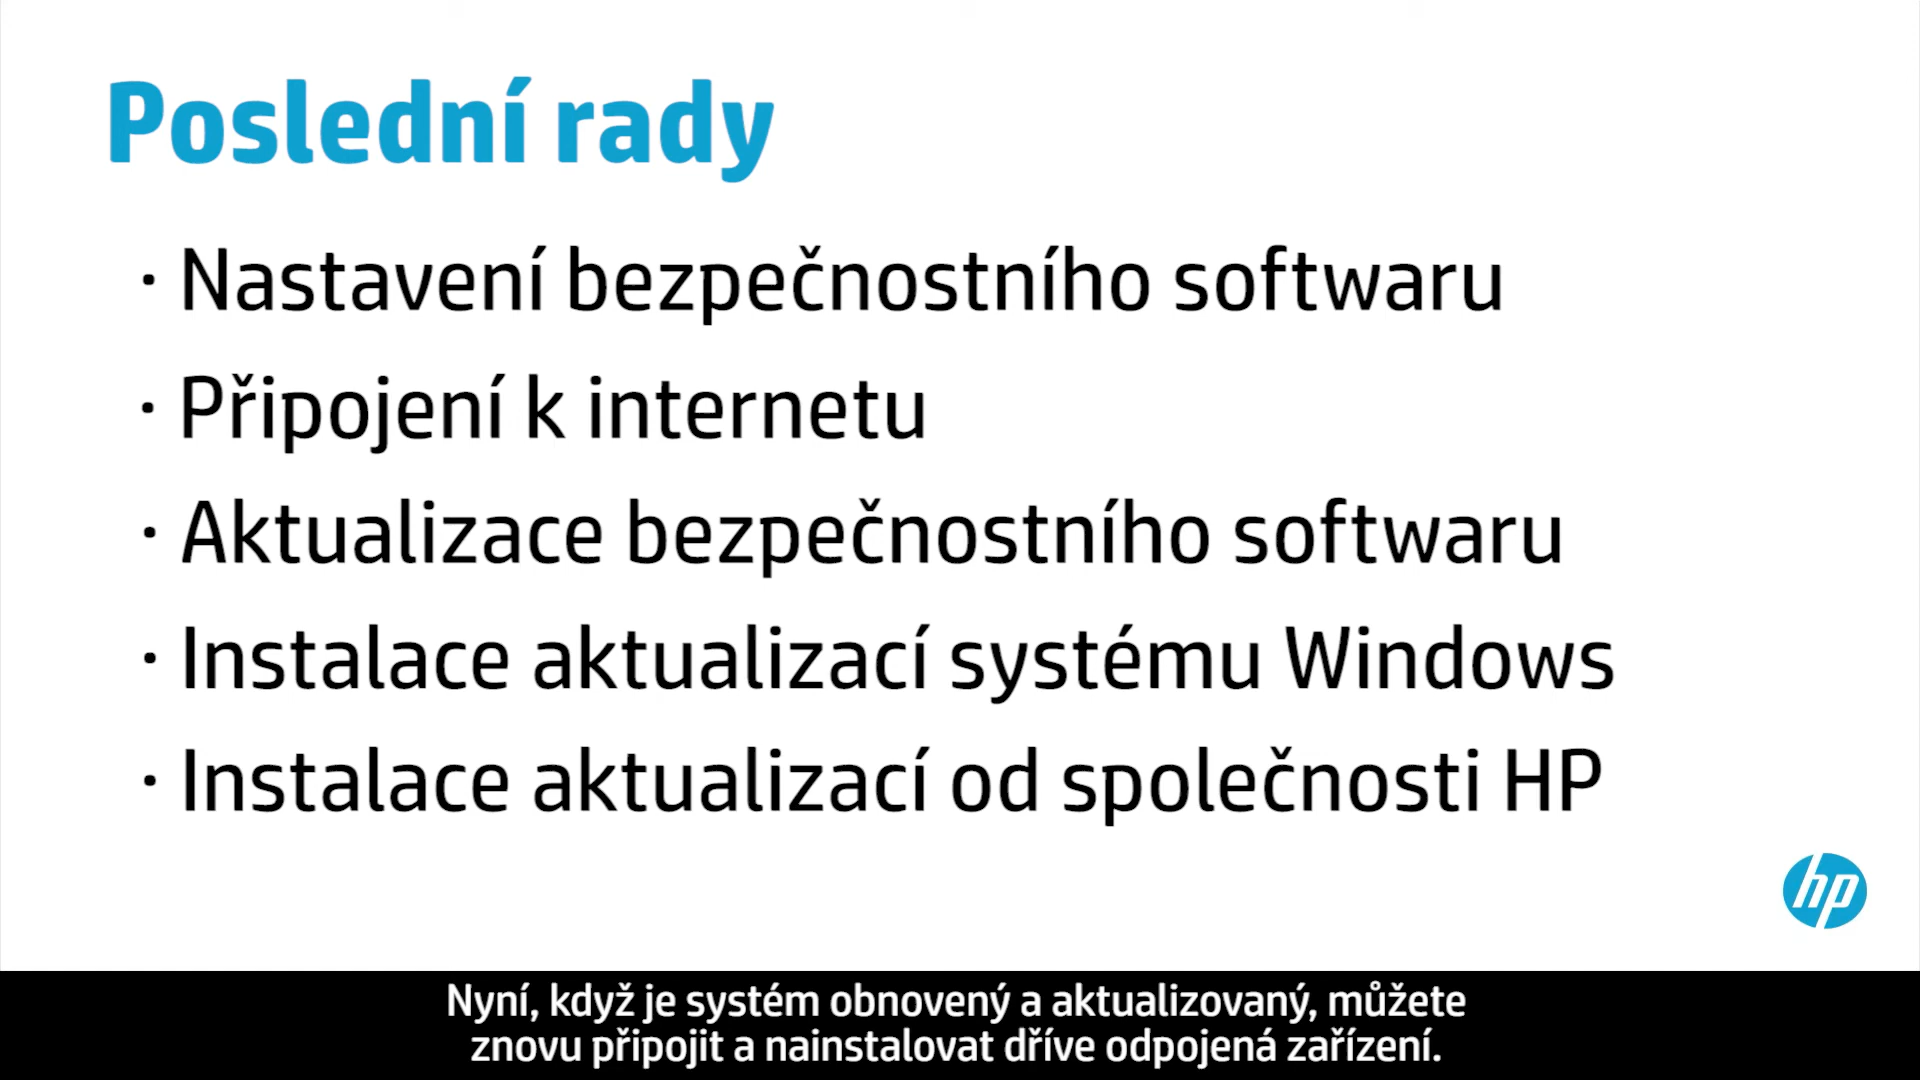 Poslední rady
· Nastavení bezpečnostního softwaru
· Připojení k internetu
· Aktualizace bezpečnostního softwaru
· Instalace aktualizací systému Windows
· Instalace aktualizací od společnosti HP
hp
Nyní, když je systém obnovený a aktualizovaný, můžete
znovu připojit a nainstalovat dříve odpojená zařízení.